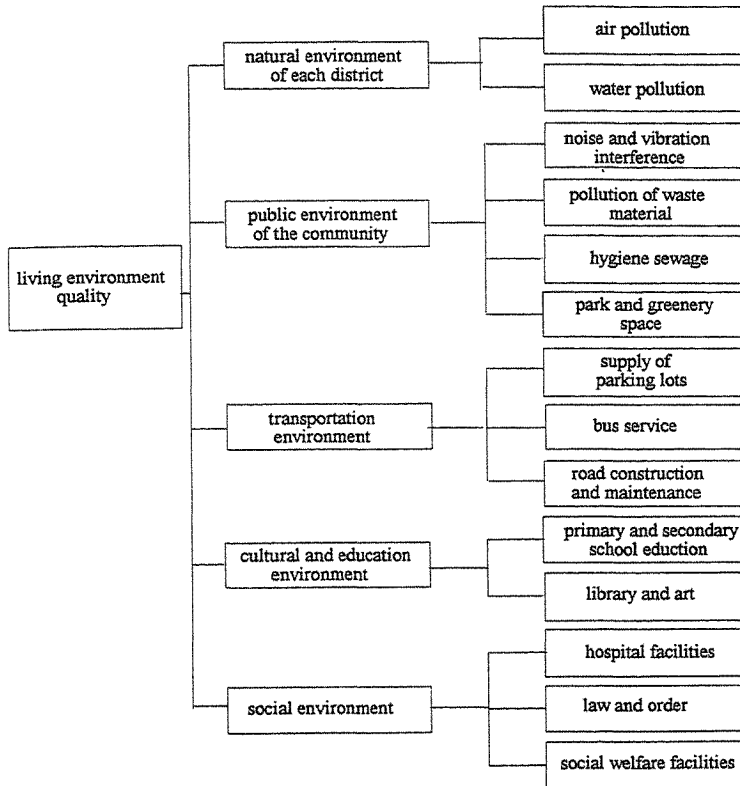 air pollution
natural environment
of each district
water pollution
noise and vibration
interference
pollution of waste
material
public environment
of the community
hygiene sewage
living environment
quality
park and greenery
space
supply of
parking lots
transportation
environment
bus service
road construction
and maintenance
primary and secondary
school eduction
cultural and education
environment
library and art
hospital facilities
social environment
law and order
social welfare facilities